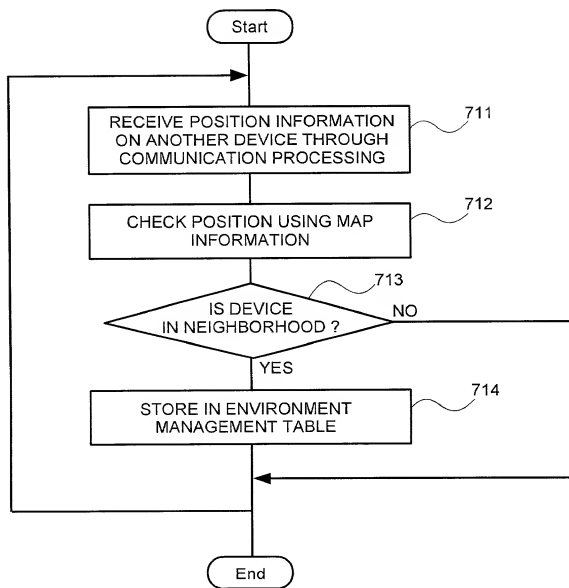 Start
RECEIVE POSITION INFORMATION
ON ANOTHER DEVICE THROUGH
COMMUNICATION PROCESSING
711
CHECK POSITION USING MAP
INFORMATION
712
713
IS DEVICE
IN NEIGHBORHOOD ?
NO
YES
STORE IN ENVIRONMENT
MANAGEMENT TABLE
714
End